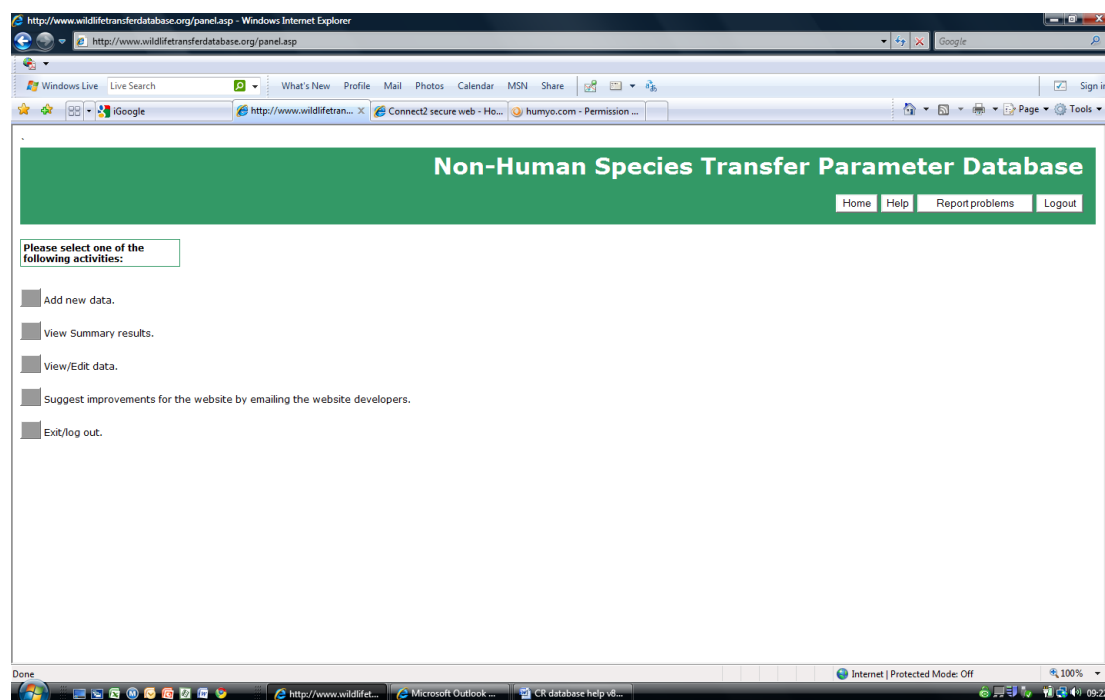 http://www.wildlifetransferdatabase.org/panel.asp - Windows Internet Explorer
http://www.wildlifetransferdatabase.org/panel.asp
Google
Windows Live Live Search What's New Profile Mail Photos Calendar MSN Share Sign in
iGoogle http://www.wildlifetran... Connect2 secure web - Ho... humyo.com - Permission ... Page Tools
Non-Human Species Transfer Parameter Database
Home Help Report problems Logout
Please select one of the
following activities:
Add new data.
View Summary results.
View/Edit data.
Suggest improvements for the website by emailing the website developers.
Exit/log out.
Done Internet | Protected Mode: Off 100%
http://www.wildlifet... Microsoft Outlook ... CR database help v8...